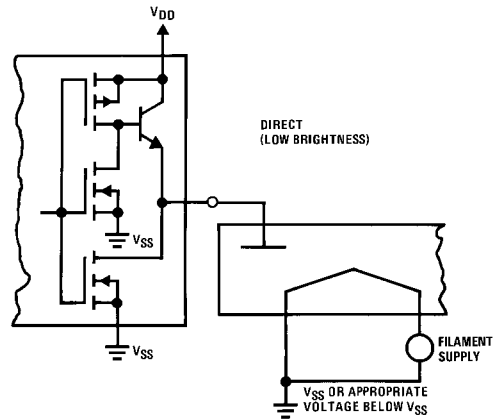 VDD
DIRECT
(LOW BRIGHTNESS)
VSS
VSS
FILAMENT
SUPPLY
VSS OR APPROPRIATE
VOLTAGE BELOW VSS